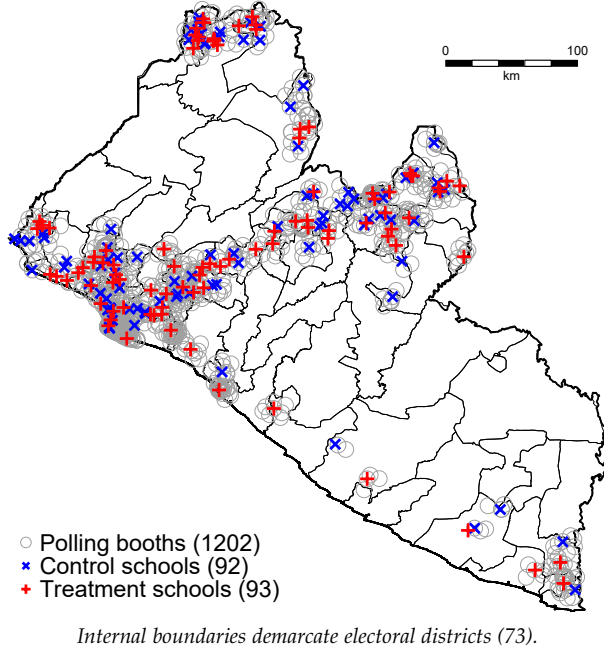 0 100
km
Polling booths (1202)
Control schools (92)
Treatment schools (93)
Internal boundaries demarcate electoral districts (73).